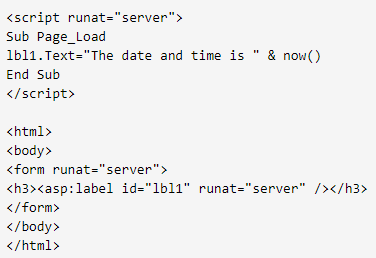 <script runat="server">
Sub Page_Load
lbl1.Text="The date and time is " & now()
End Sub
</script>

<html>
<body>
<form runat="server">
<h3><asp:label id="lbl1" runat="server" /></h3>
</form>
</body>
</html>